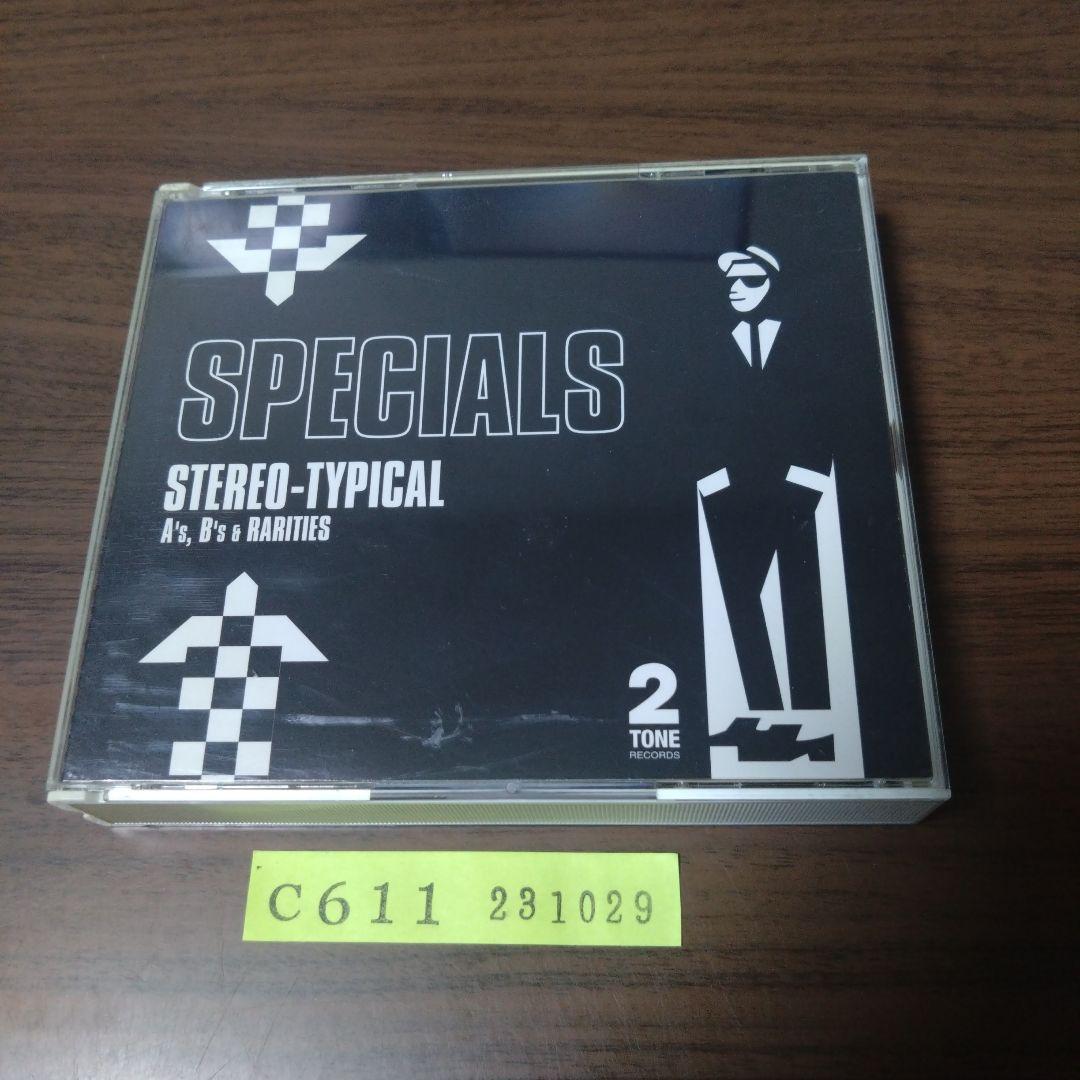 SPECIALS
STEREO-TYPICAL
A's, B's & RARITIES
2
TONE
RECORDS
C611 231029